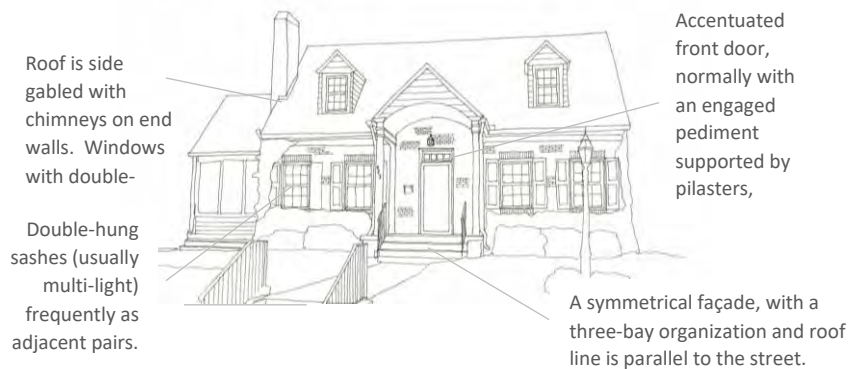 Roof is side
gabled with
chimneys on end
walls.  Windows
with double-
Double-hung
sashes (usually
multi-light)
frequently as
adjacent pairs.
Accentuated
front door,
normally with
an engaged
pediment
supported by
pilasters,
A symmetrical façade, with a
three-bay organization and roof
line is parallel to the street.